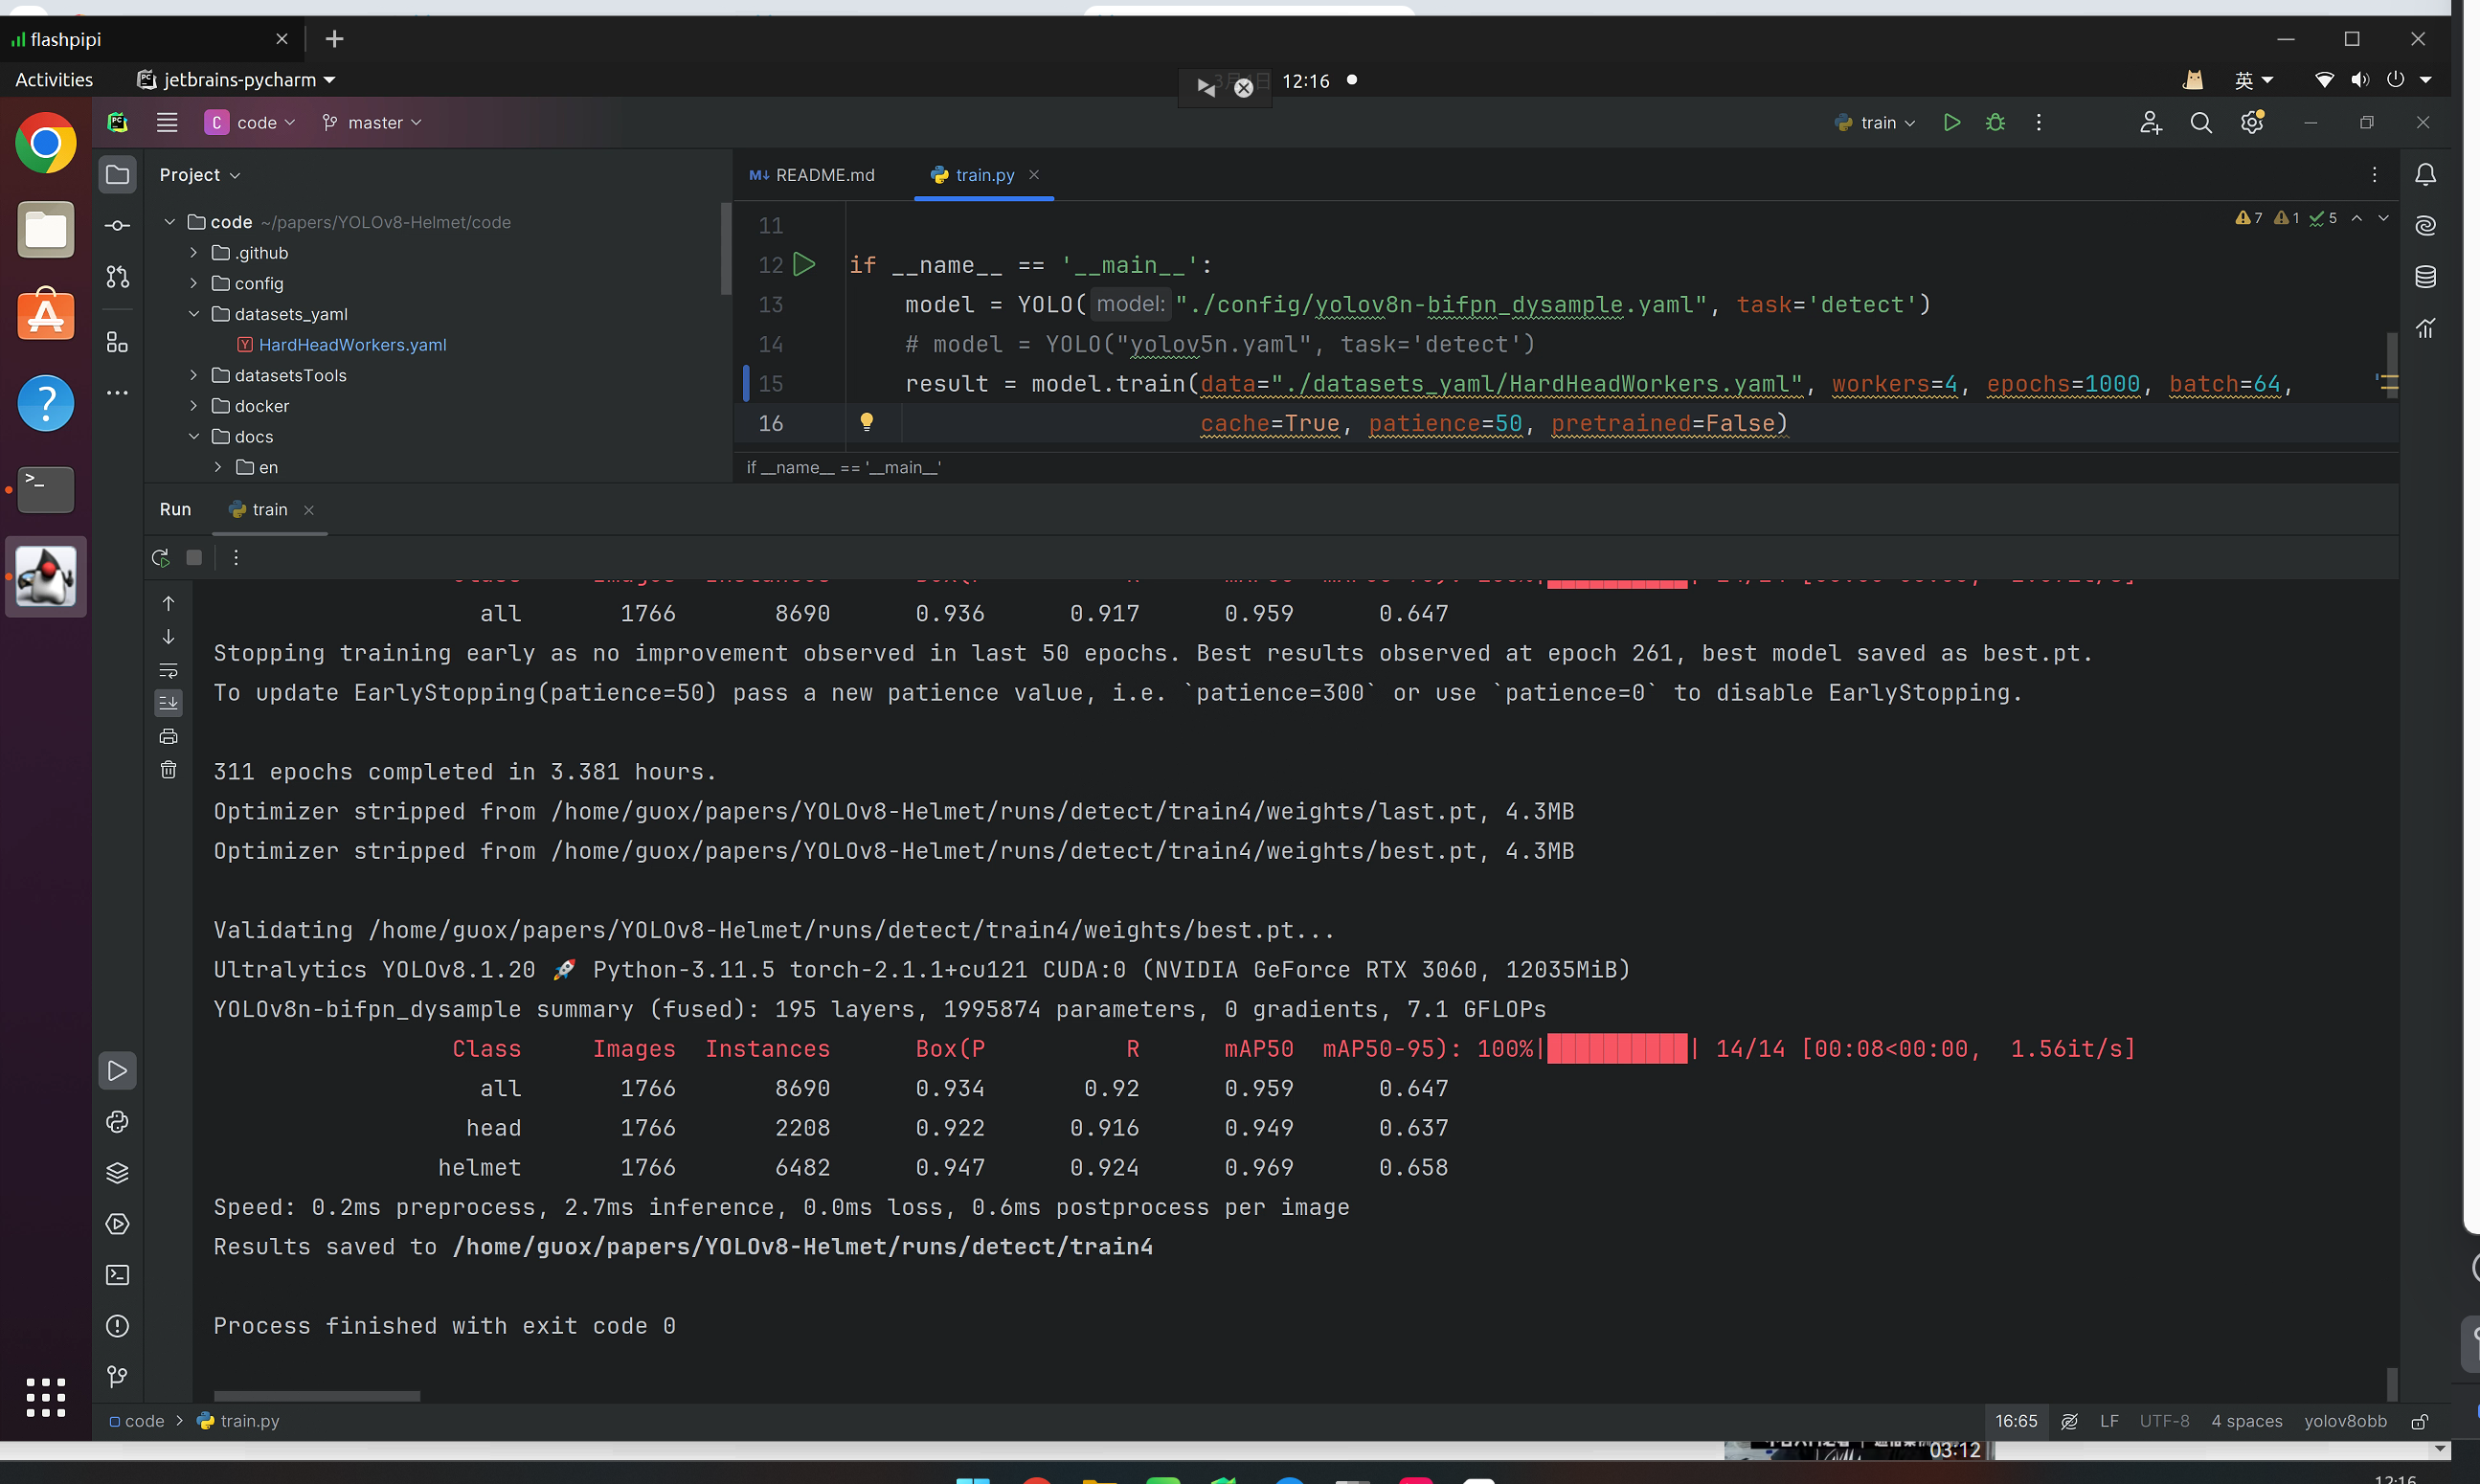 flashpipi
Activities jetbrains-pycharm 12:16 英
code master train
Project
README.md train.py
code ~/papers/YOLOv8-Helmet/code
.github
config
datasets_yaml
HardHeadWorkers.yaml
datasetsTools
docker
docs
en
7 1 5
11
12 if __name__ == '__main__':
13 model = YOLO( model: "./config/yolov8n-bifpn_dysample.yaml", task='detect')
14 # model = YOLO("yolov5n.yaml", task='detect')
15 result = model.train(data="./datasets_yaml/HardHeadWorkers.yaml", workers=4, epochs=1000, batch=64,
16 cache=True, patience=50, pretrained=False)
if __name__ == '__main__'
Run train
all 1766 8690 0.936 0.917 0.959 0.647
Stopping training early as no improvement observed in last 50 epochs. Best results observed at epoch 261, best model saved as best.pt.
To update EarlyStopping(patience=50) pass a new patience value, i.e. `patience=300` or use `patience=0` to disable EarlyStopping.
311 epochs completed in 3.381 hours.
Optimizer stripped from /home/guox/papers/YOLOv8-Helmet/runs/detect/train4/weights/last.pt, 4.3MB
Optimizer stripped from /home/guox/papers/YOLOv8-Helmet/runs/detect/train4/weights/best.pt, 4.3MB
Validating /home/guox/papers/YOLOv8-Helmet/runs/detect/train4/weights/best.pt...
Ultralytics YOLOv8.1.20 🚀 Python-3.11.5 torch-2.1.1+cu121 CUDA:0 (NVIDIA GeForce RTX 3060, 12035MiB)
YOLOv8n-bifpn_dysample summary (fused): 195 layers, 1995874 parameters, 0 gradients, 7.1 GFLOPs
Class Images Instances Box(P R mAP50 mAP50-95): 100%|██████████| 14/14 [00:08<00:00, 1.56it/s]
all 1766 8690 0.934 0.92 0.959 0.647
head 1766 2208 0.922 0.916 0.949 0.637
helmet 1766 6482 0.947 0.924 0.969 0.658
Speed: 0.2ms preprocess, 2.7ms inference, 0.0ms loss, 0.6ms postprocess per image
Results saved to /home/guox/papers/YOLOv8-Helmet/runs/detect/train4
Process finished with exit code 0
code > train.py 16:65 LF UTF-8 4 spaces yolov8obb
03:12
12:16